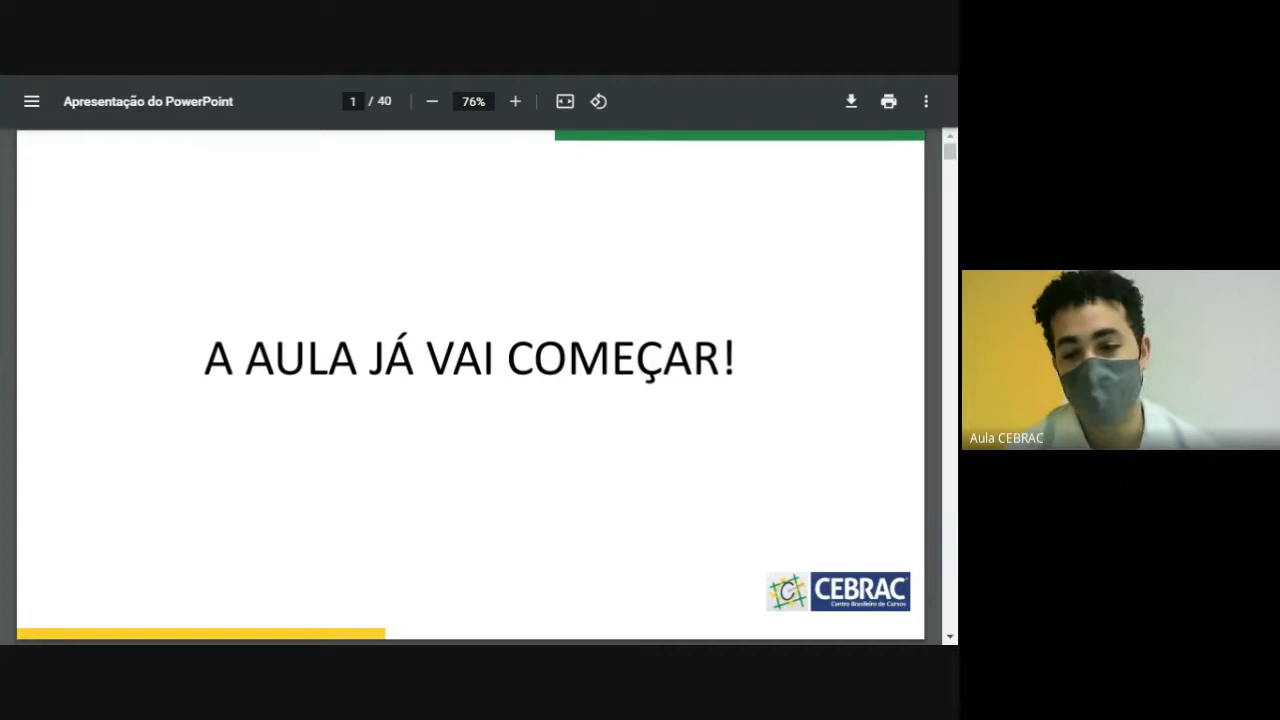 Apresentação do PowerPoint
1 / 40
76%
A AULA JÁ VAI COMEÇAR!
Aula CEBRAC
C CEBRAC
Centro Brasileiro de Cursos